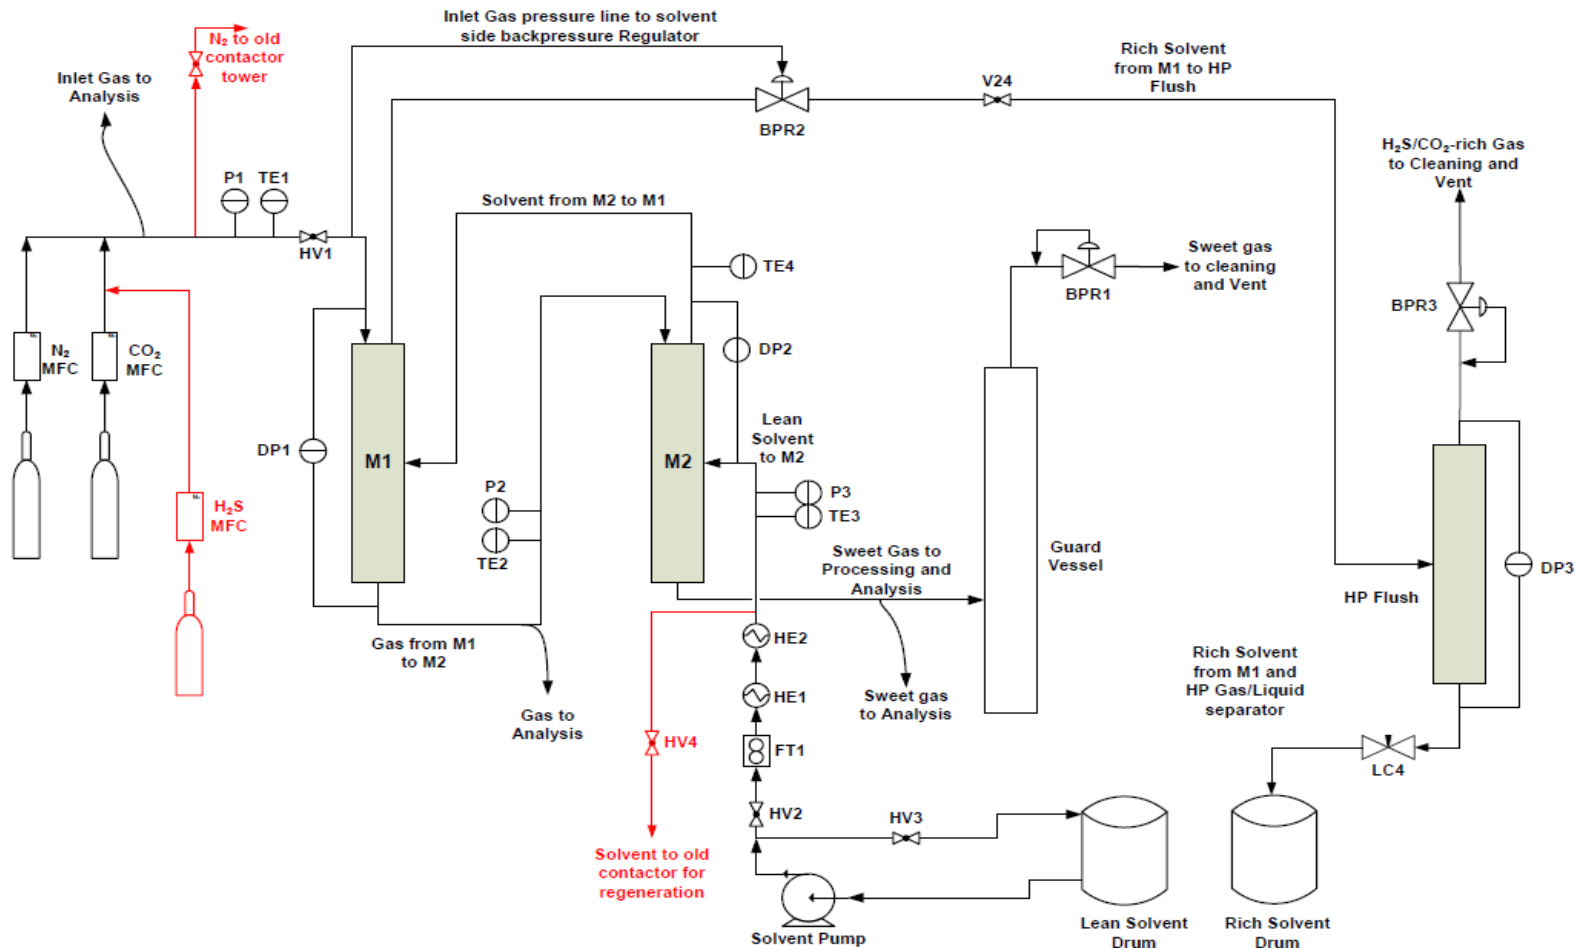 Inlet Gas pressure line to solvent
side backpressure Regulator
N₂ to old
contactor
tower
Rich Solvent
from M1 to HP
Flush
Inlet Gas to
Analysis
V24
BPR2
H₂S/CO₂-rich Gas
to Cleaning and
Vent
P1
TE1
Solvent from M2 to M1
HV1
TE4
Sweet gas
to cleaning
and Vent
BPR1
BPR3
N₂
MFC
CO₂
MFC
DP2
DP1
M1
M2
Lean
Solvent
to M2
P2
P3
TE3
H₂S
MFC
TE2
Sweet Gas to
Processing and
Analysis
Guard
Vessel
DP3
HP Flush
Gas from M1
to M2
HE2
Rich Solvent
from M1 and
HP Gas/Liquid
separator
HE1
Sweet gas
to Analysis
Gas to
Analysis
HV4
FT1
LC4
HV2
HV3
Solvent to old
contactor for
regeneration
Lean Solvent
Drum
Rich Solvent
Drum
Solvent Pump